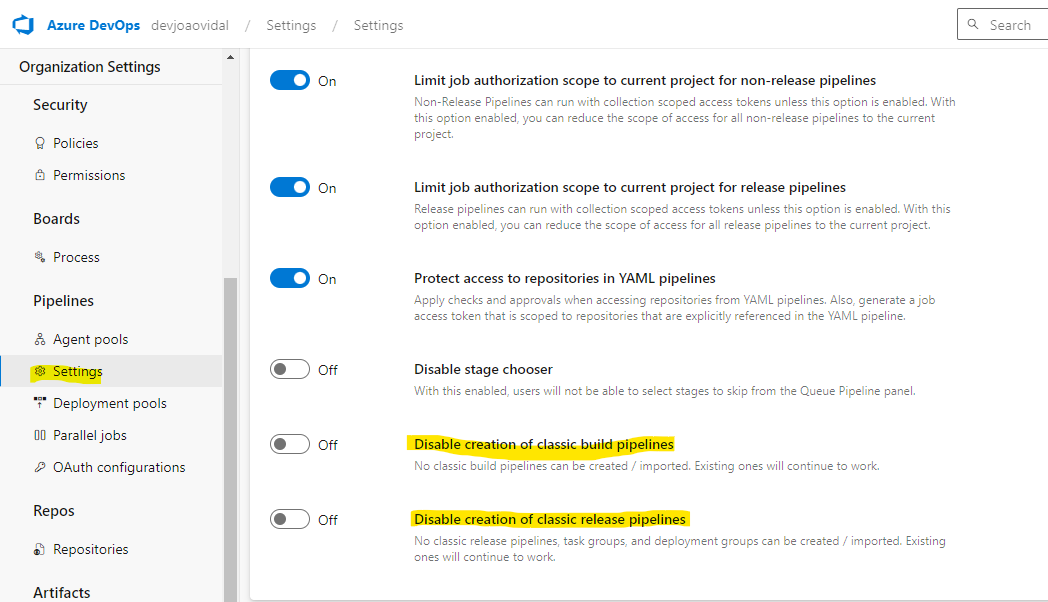 Azure DevOps devjoaovidal / Settings / Settings
Search
Organization Settings
Security
Policies
Permissions
Boards
Process
Pipelines
Agent pools
Settings
Deployment pools
Parallel jobs
OAuth configurations
Repos
Repositories
Artifacts
On
Limit job authorization scope to current project for non-release pipelines
Non-Release Pipelines can run with collection scoped access tokens unless this option is enabled. With
this option enabled, you can reduce the scope of access for all non-release pipelines to the current
project.
On
Limit job authorization scope to current project for release pipelines
Release pipelines can run with collection scoped access tokens unless this option is enabled. With this
option enabled, you can reduce the scope of access for all release pipelines to the current project.
On
Protect access to repositories in YAML pipelines
Apply checks and approvals when accessing repositories from YAML pipelines. Also, generate a job
access token that is scoped to repositories that are explicitly referenced in the YAML pipeline.
Off
Disable stage chooser
With this enabled, users will not be able to select stages to skip from the Queue Pipeline panel.
Off
Disable creation of classic build pipelines
No classic build pipelines can be created / imported. Existing ones will continue to work.
Off
Disable creation of classic release pipelines
No classic release pipelines, task groups, and deployment groups can be created / imported. Existing
ones will continue to work.